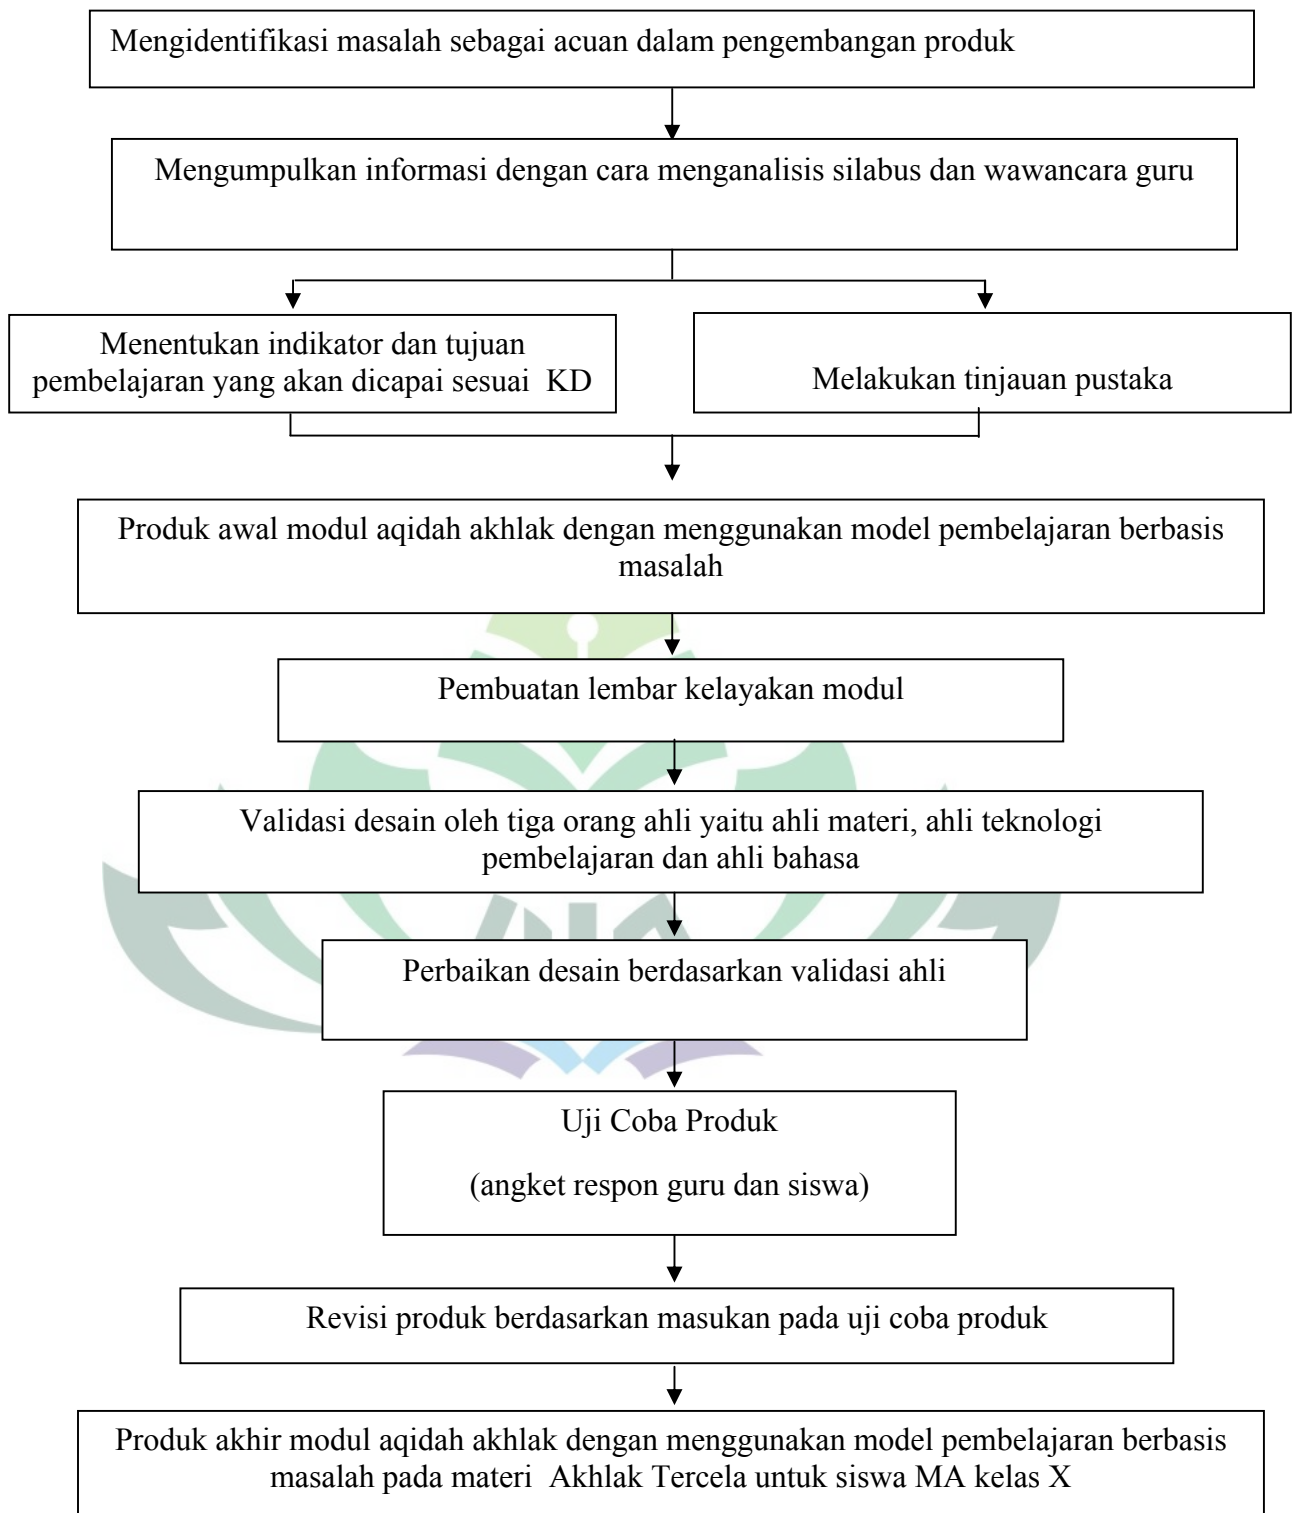 Mengidentifikasi masalah sebagai acuan dalam pengembangan produk
Mengumpulkan informasi dengan cara menganalisis silabus dan wawancara guru
Menentukan indikator dan tujuan
pembelajaran yang akan dicapai sesuai  KD
Melakukan tinjauan pustaka
Produk awal modul aqidah akhlak dengan menggunakan model pembelajaran berbasis
masalah
Pembuatan lembar kelayakan modul
Validasi desain oleh tiga orang ahli yaitu ahli materi, ahli teknologi
pembelajaran dan ahli bahasa
Perbaikan desain berdasarkan validasi ahli
Uji Coba Produk
(angket respon guru dan siswa)
Revisi produk berdasarkan masukan pada uji coba produk
Produk akhir modul aqidah akhlak dengan menggunakan model pembelajaran berbasis
masalah pada materi  Akhlak Tercela untuk siswa MA kelas X